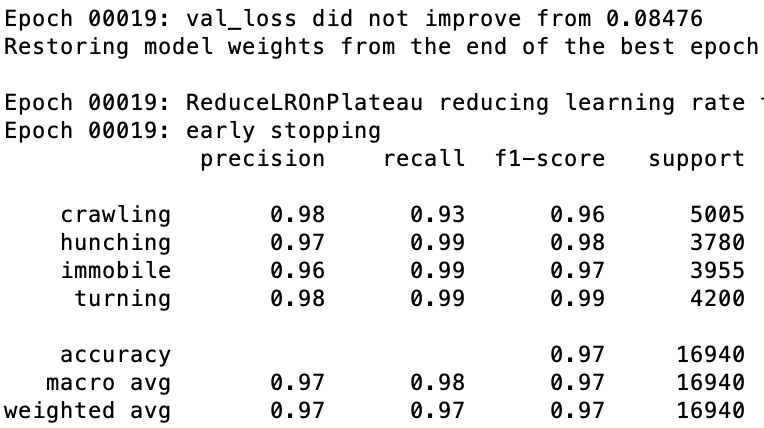 Epoch 00019: val_loss did not improve from 0.08476
Restoring model weights from the end of the best epoch
Epoch 00019: ReduceLROnPlateau reducing learning rate
Epoch 00019: early stopping
precision recall f1-score support
crawling 0.98 0.93 0.96 5005
hunching 0.97 0.99 0.98 3780
immobile 0.96 0.99 0.97 3955
turning 0.98 0.99 0.99 4200
accuracy 0.97 16940
macro avg 0.97 0.98 0.97 16940
weighted avg 0.97 0.97 0.97 16940